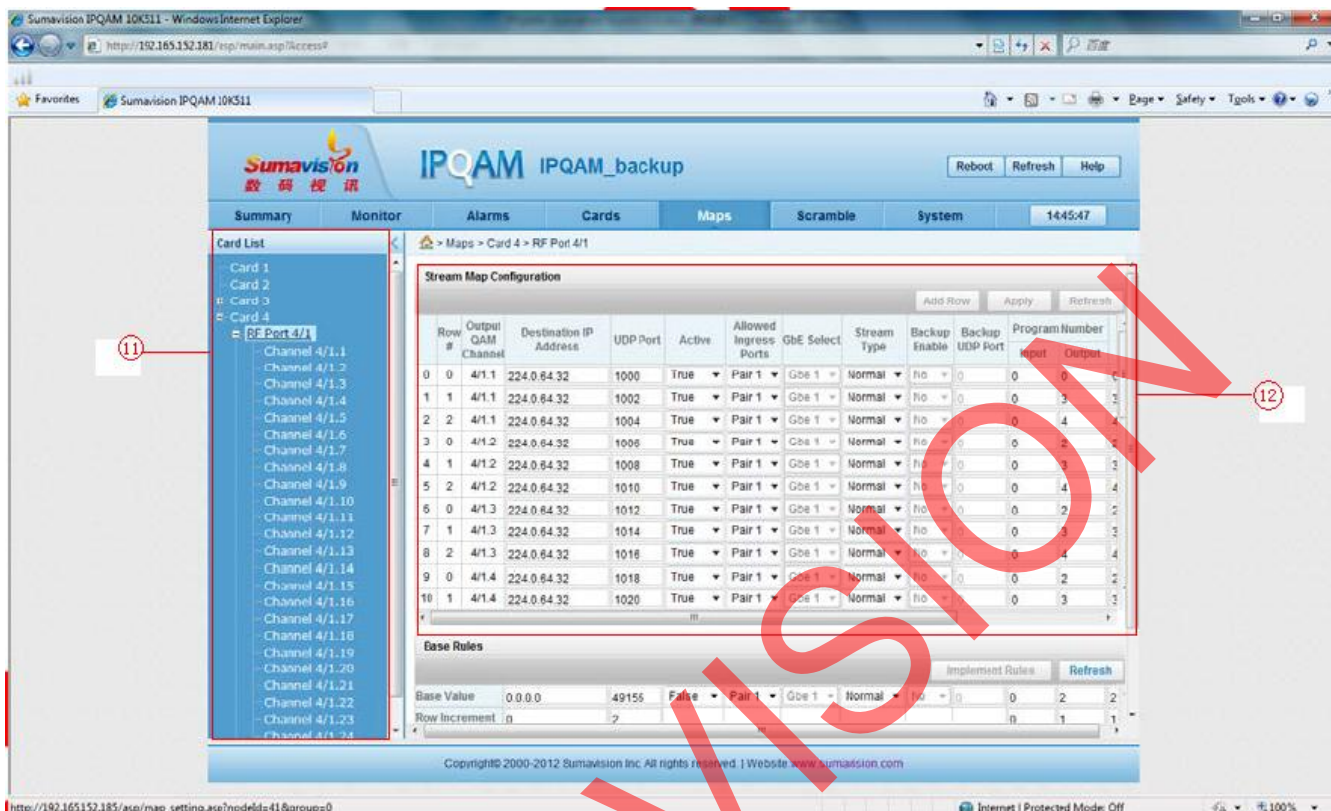 Sumavision IPQAM 10K511 - Windows Internet Explorer
http://192.165.152.181/esp/main.asp?Access#
百度
Favorites Sumavision IPQAM 10K511
Page Safety Tools
Sumavision
数码视讯
IPQAM IPQAM_backup
Reboot Refresh Help
Summary Monitor Alarms Cards Maps Scramble System 14:45:47
Card List
> Maps > Card 4 > RF Port 4/1
Card 1
Card 2
Card 3
Card 4
RF Port 4/1
Channel 4/1.1
Channel 4/1.2
Channel 4/1.3
Channel 4/1.4
Channel 4/1.5
Channel 4/1.6
Channel 4/1.7
Channel 4/1.8
Channel 4/1.9
Channel 4/1.10
Channel 4/1.11
Channel 4/1.12
Channel 4/1.13
Channel 4/1.14
Channel 4/1.15
Channel 4/1.16
Channel 4/1.17
Channel 4/1.18
Channel 4/1.19
Channel 4/1.20
Channel 4/1.21
Channel 4/1.22
Channel 4/1.23
Channel 4/1.24
11
Stream Map Configuration
Add Row Apply Refresh
Row # Output QAM Channel Destination IP Address UDP Port Active Allowed Ingress Ports GbE Select Stream Type Backup Enable Backup UDP Port Program Number
Input Output
0 0 4/1.1 224.0.64.32 1000 True Pair 1 Gbe 1 Normal No 0 0 0
1 1 4/1.1 224.0.64.32 1002 True Pair 1 Gbe 1 Normal No 0 0 3 3
2 2 4/1.1 224.0.64.32 1004 True Pair 1 Gbe 1 Normal No 0 0 4 4
3 0 4/1.2 224.0.64.32 1006 True Pair 1 Gbe 1 Normal No 0 0 2 2
4 1 4/1.2 224.0.64.32 1008 True Pair 1 Gbe 1 Normal No 0 0 3 3
5 2 4/1.2 224.0.64.32 1010 True Pair 1 Gbe 1 Normal No 0 0 4 4
6 0 4/1.3 224.0.64.32 1012 True Pair 1 Gbe 1 Normal No 0 0 2 2
7 1 4/1.3 224.0.64.32 1014 True Pair 1 Gbe 1 Normal No 0 0 3 3
8 2 4/1.3 224.0.64.32 1016 True Pair 1 Gbe 1 Normal No 0 0 4 4
9 0 4/1.4 224.0.64.32 1018 True Pair 1 Gbe 1 Normal No 0 0 2 2
10 1 4/1.4 224.0.64.32 1020 True Pair 1 Gbe 1 Normal No 0 0 3 3
12
Base Rules
Implement Rules Refresh
Base Value 0.0.0.0 49156 False Pair 1 Gbe 1 Normal No 0 0 2 2
Row Increment 0 2 0 1 1
Copyright© 2000-2012 Sumavision Inc. All rights reserved. | Website:www.sumavision.com
http://192.165.152.185/asp/map_setting.asp?nodeId=41&group=0
Internet | Protected Mode: Off 100%
VISION